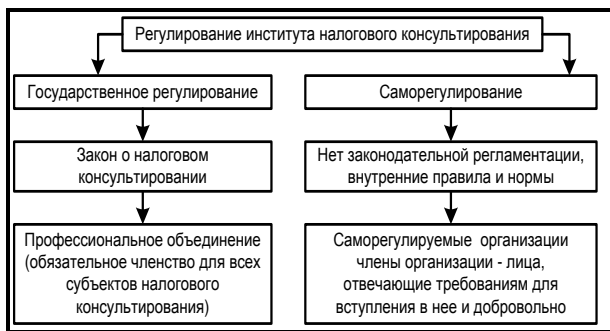 Регулирование института налогового консультирования
Государственное регулирование
Саморегулирование
Закон о налоговом
консультировании
Нет законодательной регламентации,
внутренние правила и нормы
Профессиональное объединение
(обязательное членство для всех
субъектов налогового
консультирования)
Саморегулируемые организации
члены организации - лица,
отвечающие требованиям для
вступления в нее и добровольно